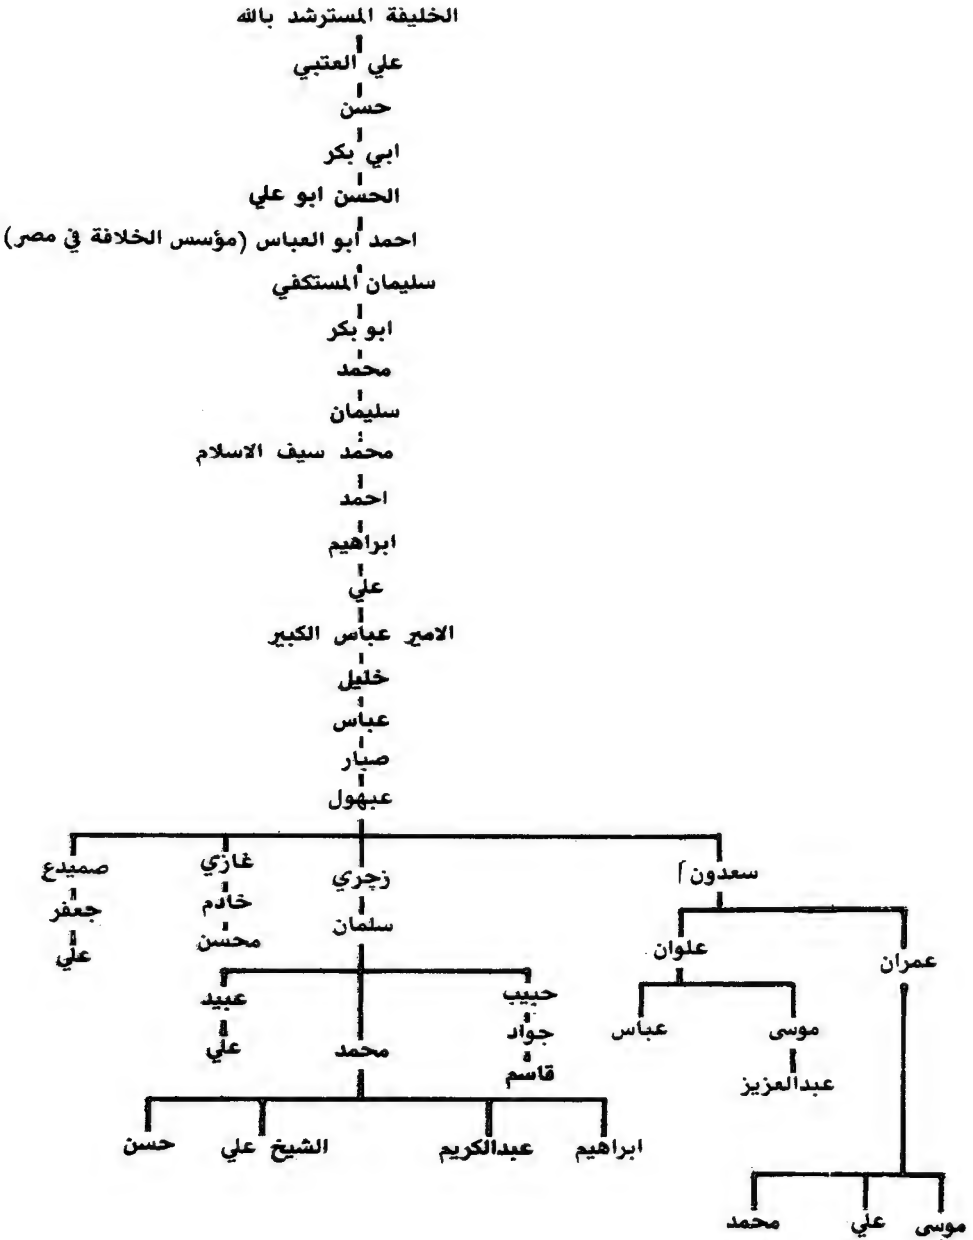 الخليفة المسترشد بالله
علي العتبي
حسن
ابي بكر
الحسن ابو علي
احمد ابو العباس (مؤسس الخلافة في مصر)
سليمان المستكفي
ابو بكر
محمد
سليمان
محمد سيف الاسلام
احمد
ابراهيم
علي
الامير عباس الكبير
خليل
عباس
صبار
عبهول
سعدون زچري غازي صميدع
خادم جعفر
سلمان محسن
علوان عمران علي
حبيب عبيد
موسى عباس جواد علي
محمد
قاسم
عبدالعزيز
ابراهيم عبدالكريم الشيخ علي حسن
موسى علي محمد